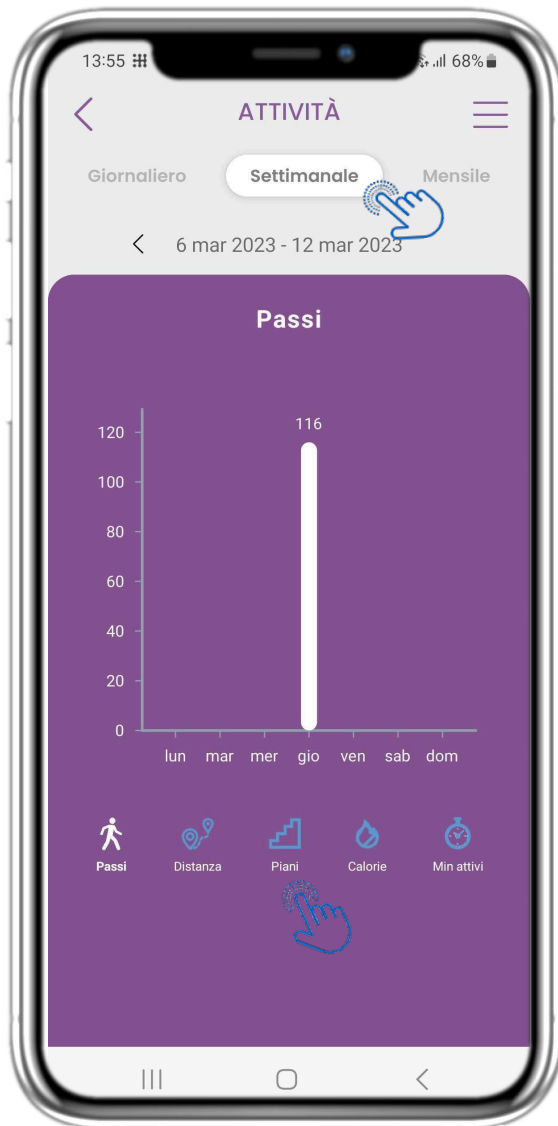 13:55 68%
ATTIVITÀ
Giornaliero Settimanale Mensile
6 mar 2023 - 12 mar 2023
Passi
116
120
100
80
60
40
20
0
lun mar mer gio ven sab dom
Passi Distanza Piani Calorie Min attivi